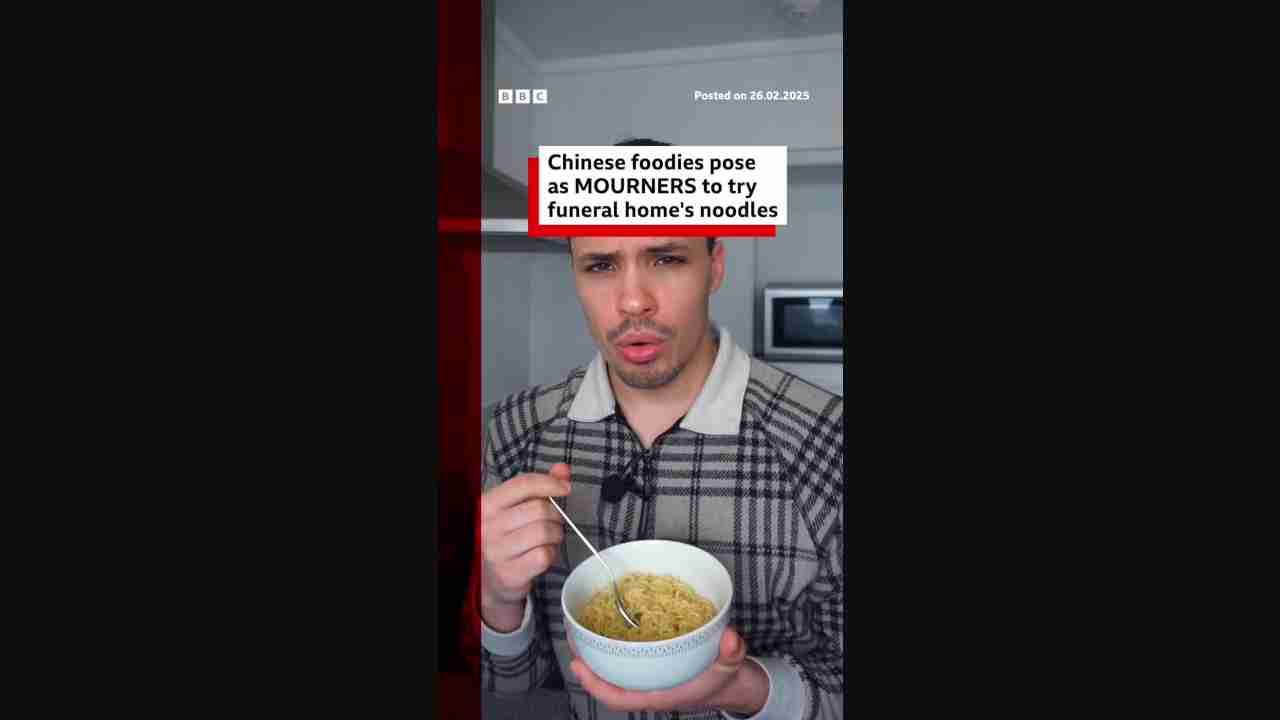 BBC
Posted on 26.02.2025
Chinese foodies pose
as MOURNERS to try
funeral home's noodles